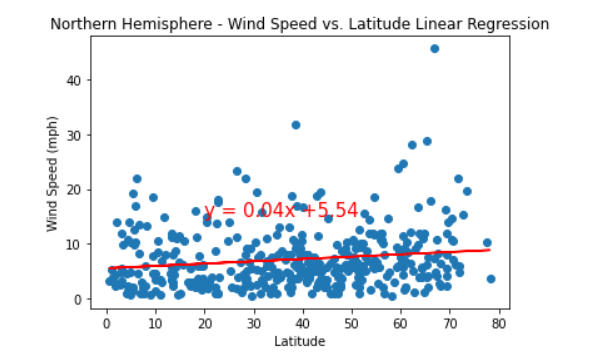 Northern Hemisphere - Wind Speed vs. Latitude Linear Regression
40
30
20
10
0
Wind Speed (mph)
y = 0.04x +5.54
0 10 20 30 40 50 60 70 80
Latitude